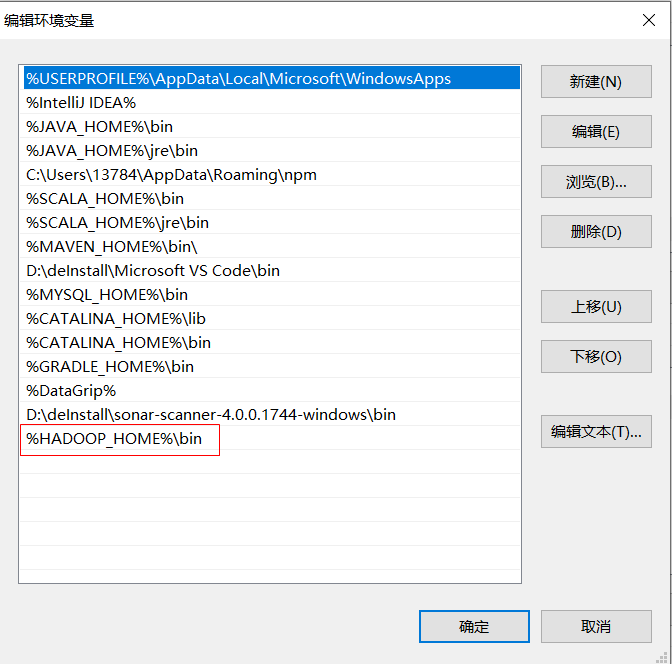 编辑环境变量
%USERPROFILE%\AppData\Local\Microsoft\WindowsApps
%IntelliJ IDEA%
%JAVA_HOME%\bin
%JAVA_HOME%\jre\bin
C:\Users\13784\AppData\Roaming\npm
%SCALA_HOME%\bin
%SCALA_HOME%\jre\bin
%MAVEN_HOME%\bin\
D:\deInstall\Microsoft VS Code\bin
%MYSQL_HOME%\bin
%CATALINA_HOME%\lib
%CATALINA_HOME%\bin
%GRADLE_HOME%\bin
%DataGrip%
D:\deInstall\sonar-scanner-4.0.0.1744-windows\bin
%HADOOP_HOME%\bin
新建(N)
编辑(E)
浏览(B)...
删除(D)
上移(U)
下移(O)
编辑文本(T)...
确定
取消